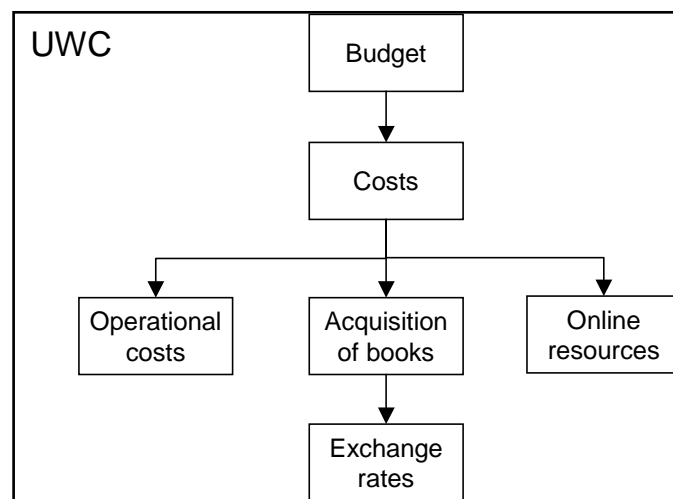 UWC
Budget
Costs
Operational
costs
Acquisition
of books
Online
resources
Exchange
rates